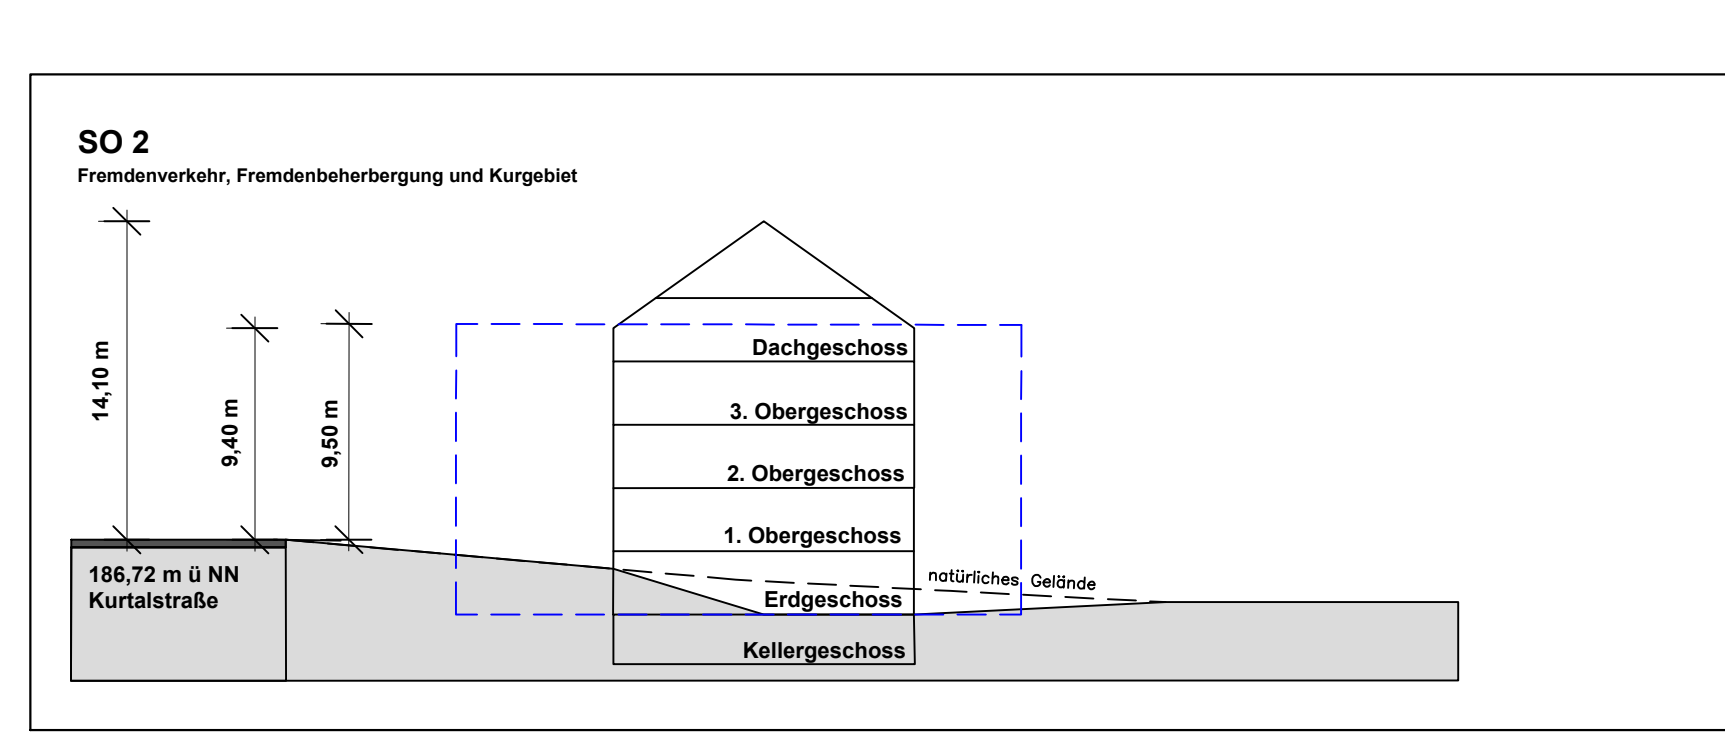 SO 2
Fremdenverkehr, Fremdenbeherbergung und Kurgebiet
14,10 m
9,40 m
9,50 m
Dachgeschoss
3. Obergeschoss
2. Obergeschoss
1. Obergeschoss
natürliches Gelände
Erdgeschoss
Kellergeschoss
186,72 m ü NN
Kurtalstraße